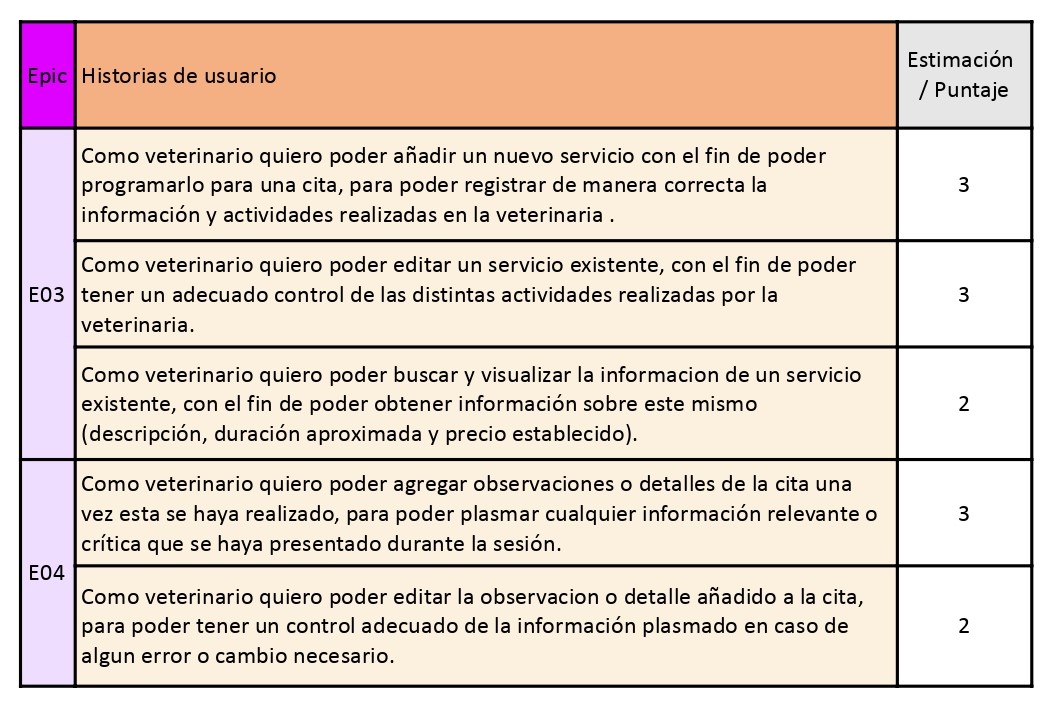 Epic
Historias de usuario
Estimación
/ Puntaje
E03
Como veterinario quiero poder añadir un nuevo servicio con el fin de poder
programarlo para una cita, para poder registrar de manera correcta la
información y actividades realizadas en la veterinaria .
3
Como veterinario quiero poder editar un servicio existente, con el fin de poder
tener un adecuado control de las distintas actividades realizadas por la
veterinaria.
3
Como veterinario quiero poder buscar y visualizar la informacion de un servicio
existente, con el fin de poder obtener información sobre este mismo
(descripción, duración aproximada y precio establecido).
2
E04
Como veterinario quiero poder agregar observaciones o detalles de la cita una
vez esta se haya realizado, para poder plasmar cualquier información relevante o
crítica que se haya presentado durante la sesión.
3
Como veterinario quiero poder editar la observacion o detalle añadido a la cita,
para poder tener un control adecuado de la información plasmado en caso de
algun error o cambio necesario.
2